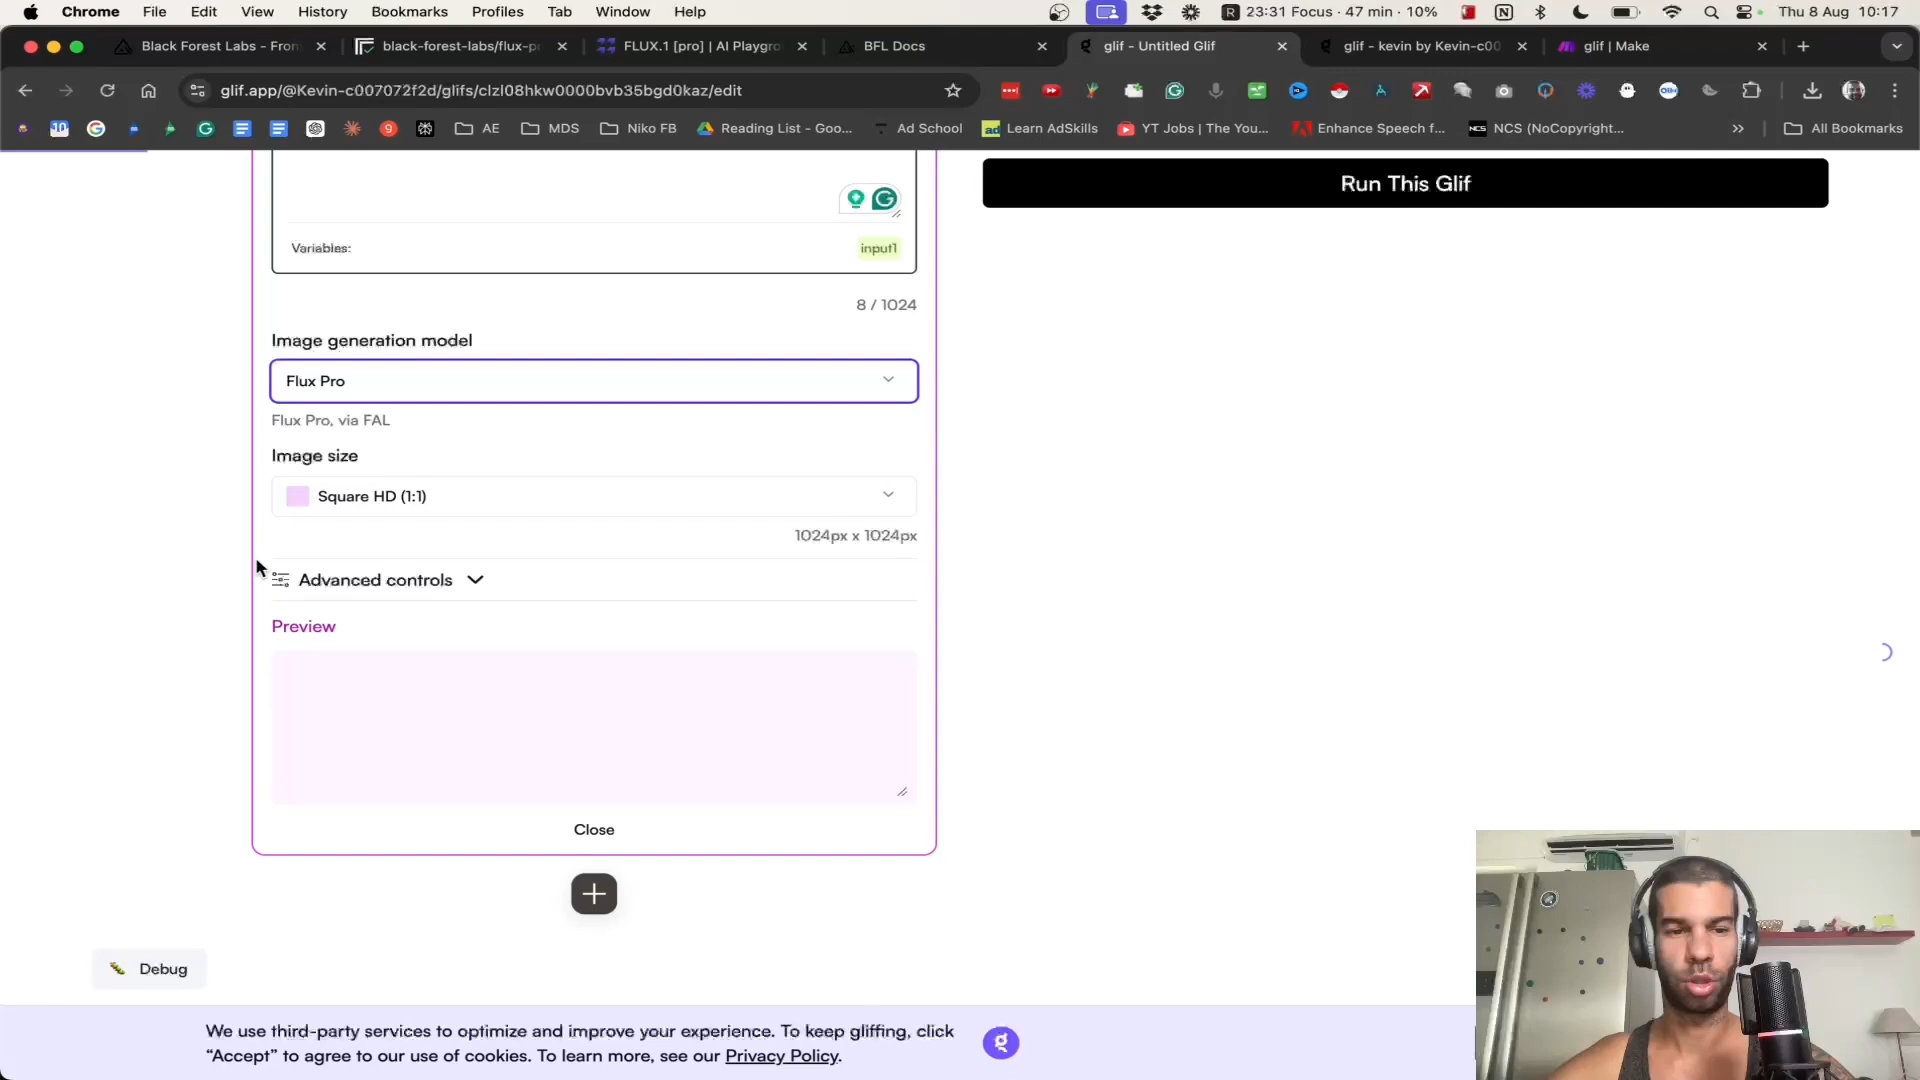 Chrome File Edit View History Bookmarks Profiles Tab Window Help
23:31 Focus · 47 min · 10%
Thu 8 Aug 10:17
Black Forest Labs - Fron
black-forest-labs/flux-p
FLUX.1 [pro] | AI Playgro
BFL Docs
glif - Untitled Glif
glif - kevin by Kevin-c00
glif | Make
glif.app/@Kevin-c007072f2d/glifs/clzl08hkw0000bvb35bgd0kaz/edit
AE
MDS
Niko FB
Reading List - Goo...
Ad School
Learn AdSkills
YT Jobs | The You...
Enhance Speech f...
NCS (NoCopyright...
All Bookmarks
Run This Glif
Variables:
input1
8 / 1024
Image generation model
Flux Pro
Flux Pro, via FAL
Image size
Square HD (1:1)
1024px x 1024px
Advanced controls
Preview
Close
Debug
We use third-party services to optimize and improve your experience. To keep gliffing, click
“Accept” to agree to our use of cookies. To learn more, see our Privacy Policy.